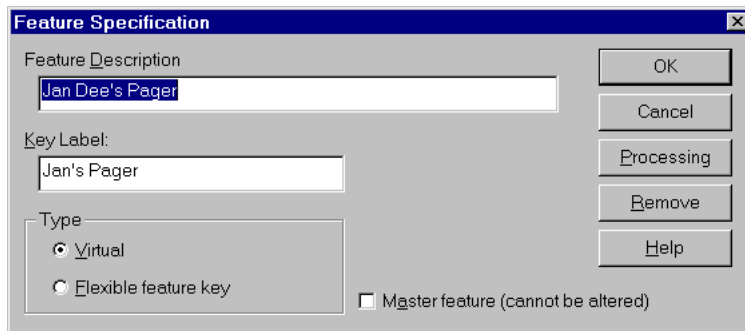 Feature Specification
Feature Description
Jan Dee's Pager
Key Label:
Jan's Pager
Type
Virtual
Flexible feature key
Master feature (cannot be altered)
OK
Cancel
Processing
Remove
Help